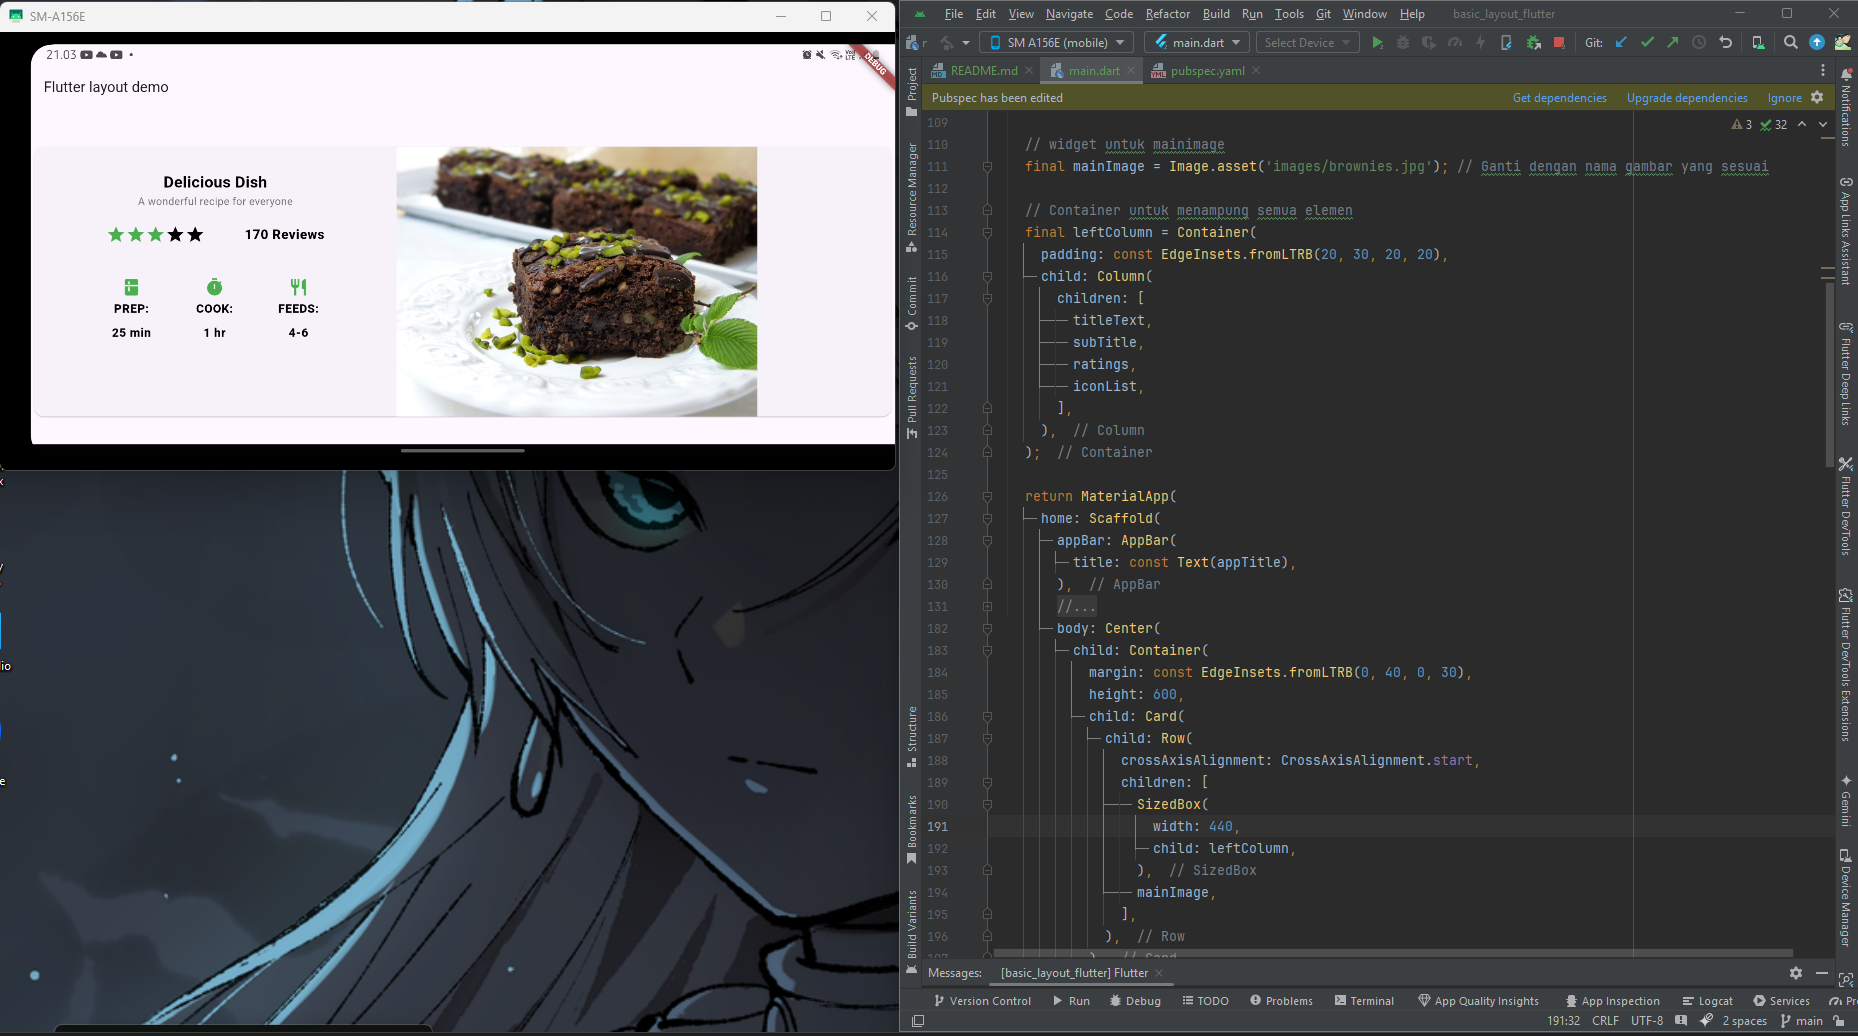 SM-A156E
21.03
Vo)
LTE
DEBUG
Flutter layout demo
Delicious Dish
A wonderful recipe for everyone
170 Reviews
PREP:
COOK:
FEEDS:
25 min
1 hr
4-6
x
y
dio
e
File Edit View Navigate Code Refactor Build Run Tools Git Window Help basic_layout_flutter
r SM A156E (mobile) main.dart Select Device Git:
README.md main.dart pubspec.yaml
Pubspec has been edited Get dependencies Upgrade dependencies Ignore
3 32
109
110 // widget untuk mainimage
111 final mainImage = Image.asset('images/brownies.jpg'); // Ganti dengan nama gambar yang sesuai
112
113 // Container untuk menampung semua elemen
114 final leftColumn = Container(
115 padding: const EdgeInsets.fromLTRB(20, 30, 20, 20),
116 child: Column(
117 children: [
118 titleText,
119 subTitle,
120 ratings,
121 iconList,
122 ],
123 ), // Column
124 ); // Container
125
126 return MaterialApp(
127 home: Scaffold(
128 appBar: AppBar(
129 title: const Text(appTitle),
130 ), // AppBar
131 //...
182 body: Center(
183 child: Container(
184 margin: const EdgeInsets.fromLTRB(0, 40, 0, 30),
185 height: 600,
186 child: Card(
187 child: Row(
188 crossAxisAlignment: CrossAxisAlignment.start,
189 children: [
190 SizedBox(
191 width: 440,
192 child: leftColumn,
193 ), // SizedBox
194 mainImage,
195 ],
196 ), // Row
197 ) // Card
Project
Resource Manager
Commit
Pull Requests
Structure
Bookmarks
Build Variants
Notifications
App Links Assistant
Flutter Deep Links
Flutter DevTools
Flutter DevTools Extensions
Gemini
Device Manager
Messages: [basic_layout_flutter] Flutter
Version Control Run Debug TODO Problems Terminal App Quality Insights App Inspection Logcat Services Pr
191:32 CRLF UTF-8 2 spaces main